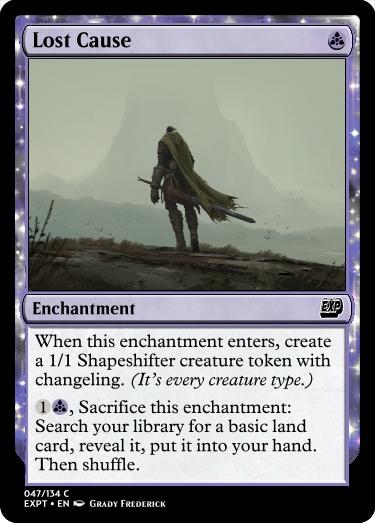 Lost Cause
Enchantment
EXP
When this enchantment enters, create
a 1/1 Shapeshifter creature token with
changeling. (It's every creature type.)
1, Sacrifice this enchantment:
Search your library for a basic land
card, reveal it, put it into your hand.
Then shuffle.
047/134 C
EXPT • EN Grady Frederick